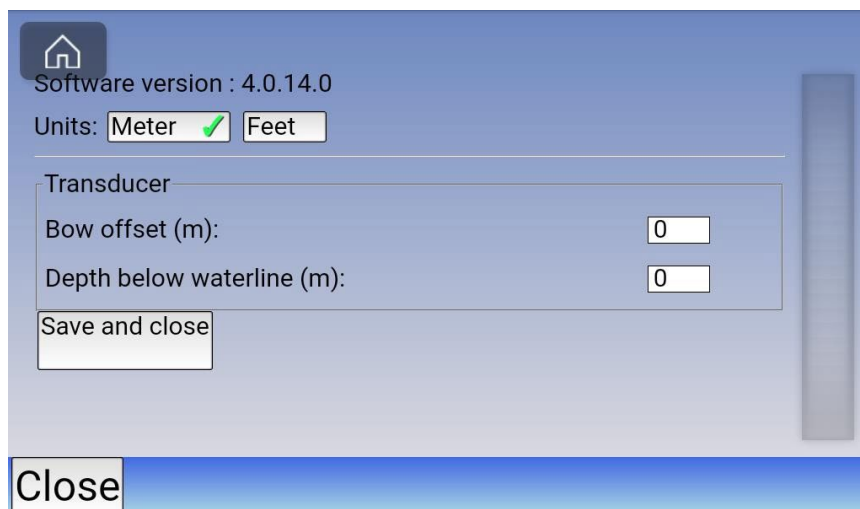 Software version : 4.0.14.0
Units: Meter Feet
Transducer
Bow offset (m): 0
Depth below waterline (m): 0
Save and close
Close